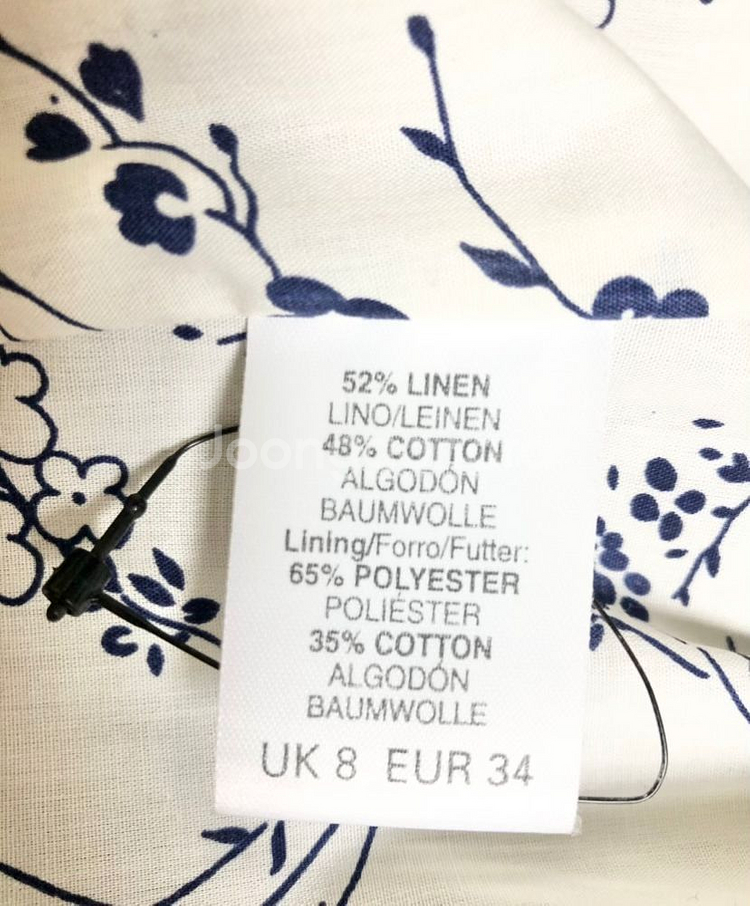 52% LINEN
LINO/LEINEN
48% COTTON
ALGODÓN
BAUMWOLLE
Lining/Forro/Futter:
65% POLYESTER
POLIÉSTER
35% COTTON
ALGODÓN
BAUMWOLLE
UK 8 EUR 34